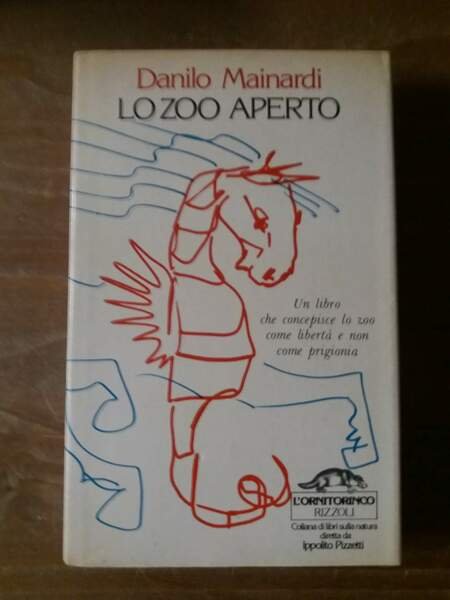 Danilo Mainardi
LO ZOO APERTO
Un libro
che concepisce lo zoo
come libertà e non
come prigionia
L'ORNITORINCO
RIZZOLI
Collana di libri sulla natura
diretta da
Ippolito Pizzetti